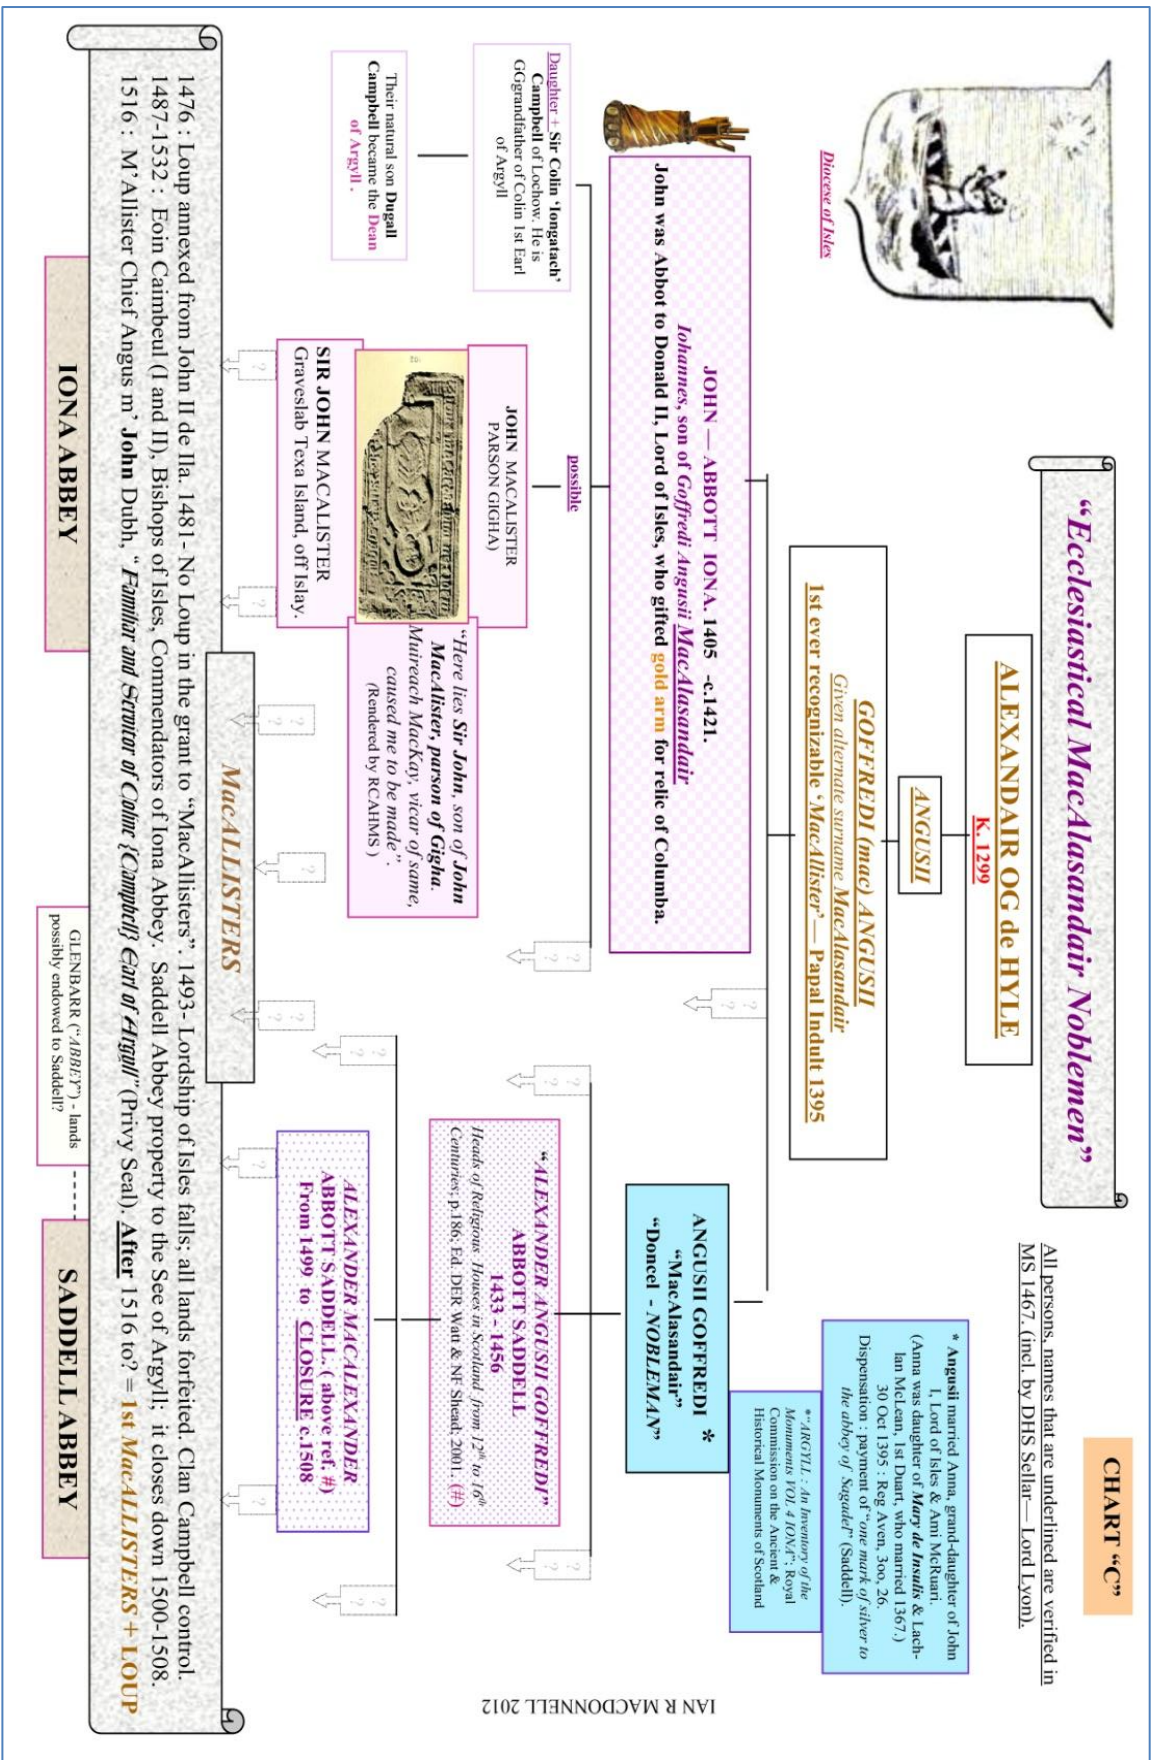 CHART “C”
All persons, names that are underlined are verified in
MS 1467. (incl. by DHS Sellar— Lord Lyon).
“Ecclesiastical MacAlasandair Noblemen”
Diocese of Isles
ALEXANDAIR OG de HYLE
K. 1299
ANGUSII
GOFFREDI (mac) ANGUSII
Given alternate surname MacAlasandair
1st ever recognizable ‘MacAllister’— Papal Indult 1395
* Angusii married Anna, grand-daughter of John
I, Lord of Isles & Ami McRuari.
(Anna was daughter of Mary de Insulis & Lach-
lan McLean, 1st Duart, who married 1367.)
30 Oct 1395 : Reg Aven, 3oo, 26.
Dispensation : payment of “one mark of silver to
the abbey of Sagadel” (Saddell).
*“ARGYLL : An Inventory of the
Monuments VOL 4 IONA”; Royal
Commission on the Ancient &
Historical Monuments of Scotland
JOHN — ABBOTT IONA. 1405 -c.1421.
Iohannes, son of Goffredi Angusii MacAlasandair
John was Abbot to Donald II, Lord of Isles, who gifted gold arm for relic of Columba.
? ?
ANGUSII GOFFREDI *
“MacAlasandair”
“Doncel - NOBLEMAN”
possible
Daughter + Sir Colin ‘Iongatach’
Campbell of Lochow. He is
GGgrandfather of Colin 1st Earl
of Argyll
Their natural son Dugall
Campbell became the Dean
of Argyll .
? ?
? ?
? ?
JOHN MACALISTER
PARSON GIGHA)
SIR JOHN MACALISTER
Graveslab Texa Island, off Islay.
“Here lies Sir John, son of John
MacAlister, parson of Gigha.
Muireach MacKay, vicar of same,
caused me to be made”.
(Rendered by RCAHMS )
“ALEXANDER ANGUSII GOFFREDI”
ABBOTT SADDELL
1433 - 1456
Heads of Religious Houses in Scotland from 12th to 16th
Centuries; p.186; Ed. DER Watt & NF Shead; 2001. (#)
? ?
? ?
ALEXANDER MACALEXANDER
ABBOTT SADDELL. ( above ref. #)
From 1499 to CLOSURE c.1508
?
?
? ?
? ?
? ?
?
?
MacALLISTERS
1476 : Loup annexed from John II de Ila. 1481- No Loup in the grant to “MacAllisters”. 1493- Lordship of Isles falls; all lands forfeited. Clan Campbell control.
1487-1532 : Eoin Caimbeul (I and II), Bishops of Isles, Commendators of Iona Abbey. Saddell Abbey property to the See of Argyll; it closes down 1500-1508.
1516 : M’Allister Chief Angus m’ John Dubh, “Familiar and Servitor of Coline {Campbell} Earl of Argyll” (Privy Seal). After 1516 to? = 1st MacALLISTERS + LOUP
IONA ABBEY
GLENBARR (“ABBEY”) - lands
possibly endowed to Saddell?
SADDELL ABBEY
IAN R MACDONNELL 2012